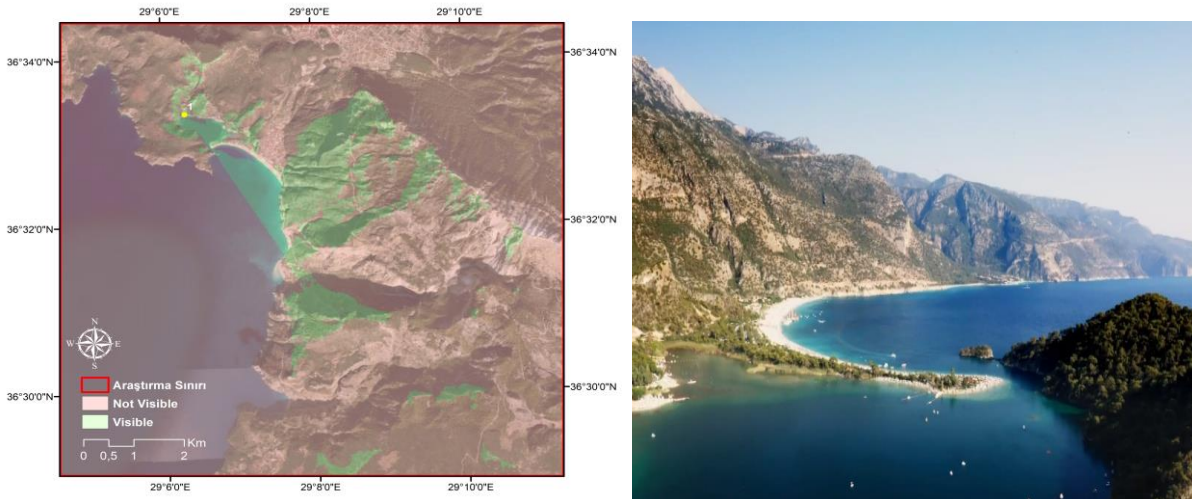 29°6'0"E 29°8'0"E 29°10'0"E
36°34'0"N 36°34'0"N
1
36°32'0"N 36°32'0"N
N
W E
S
36°30'0"N 36°30'0"N
Araştırma Sınırı
Not Visible
Visible
Km
0 0,5 1 2
29°6'0"E 29°8'0"E 29°10'0"E